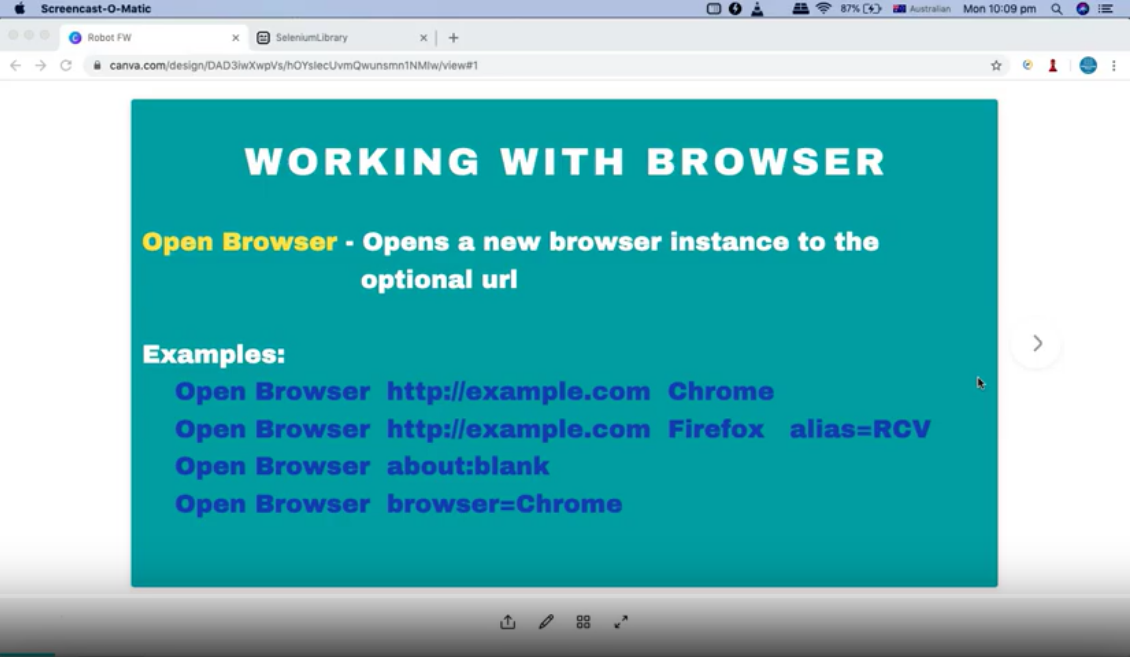 Screencast-O-Matic 87% Australian Mon 10:09 pm
Robot FW SeleniumLibrary
canva.com/design/DAD3iwXwpVs/hOYsIecUvmQwunsmn1NMIw/view#1
WORKING WITH BROWSER
Open Browser - Opens a new browser instance to the
optional url
Examples:
Open Browser http://example.com Chrome
Open Browser http://example.com Firefox alias=RCV
Open Browser about:blank
Open Browser browser=Chrome